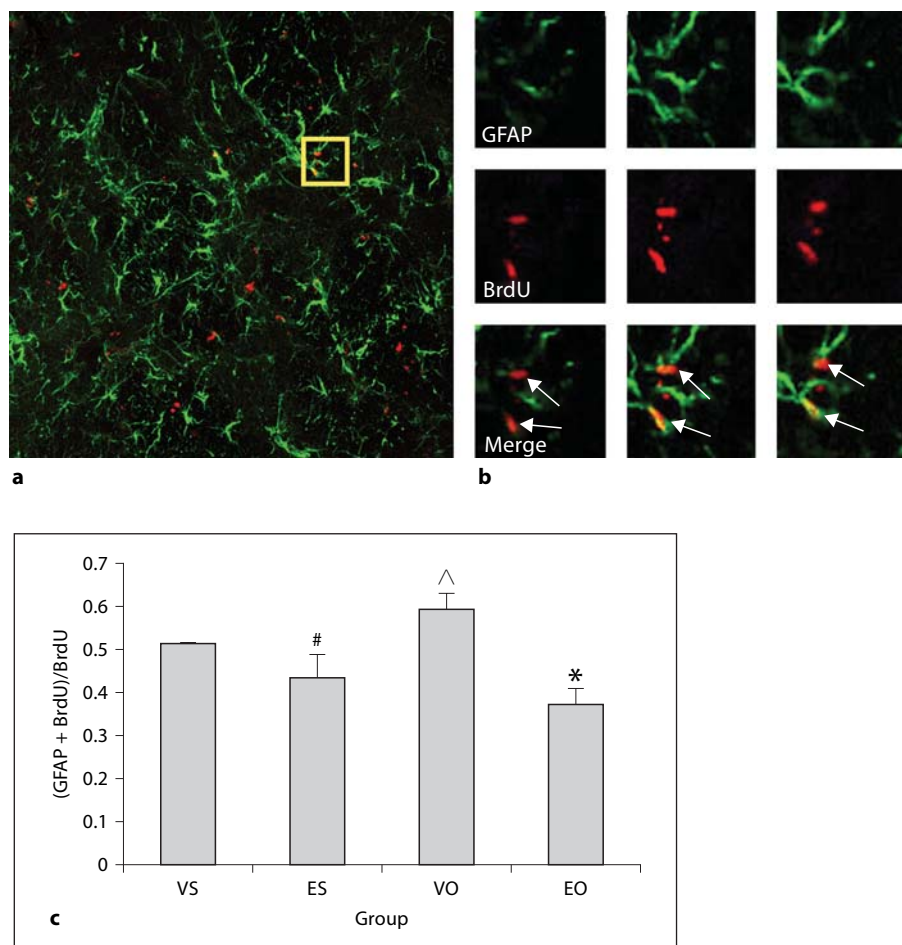 GFAP
BrdU
Merge
a
b
0.7
0.6
0.5
0.4
0.3
0.2
0.1
0
(GFAP + BrdU)/BrdU
#
^
*
VS ES VO EO
Group
c